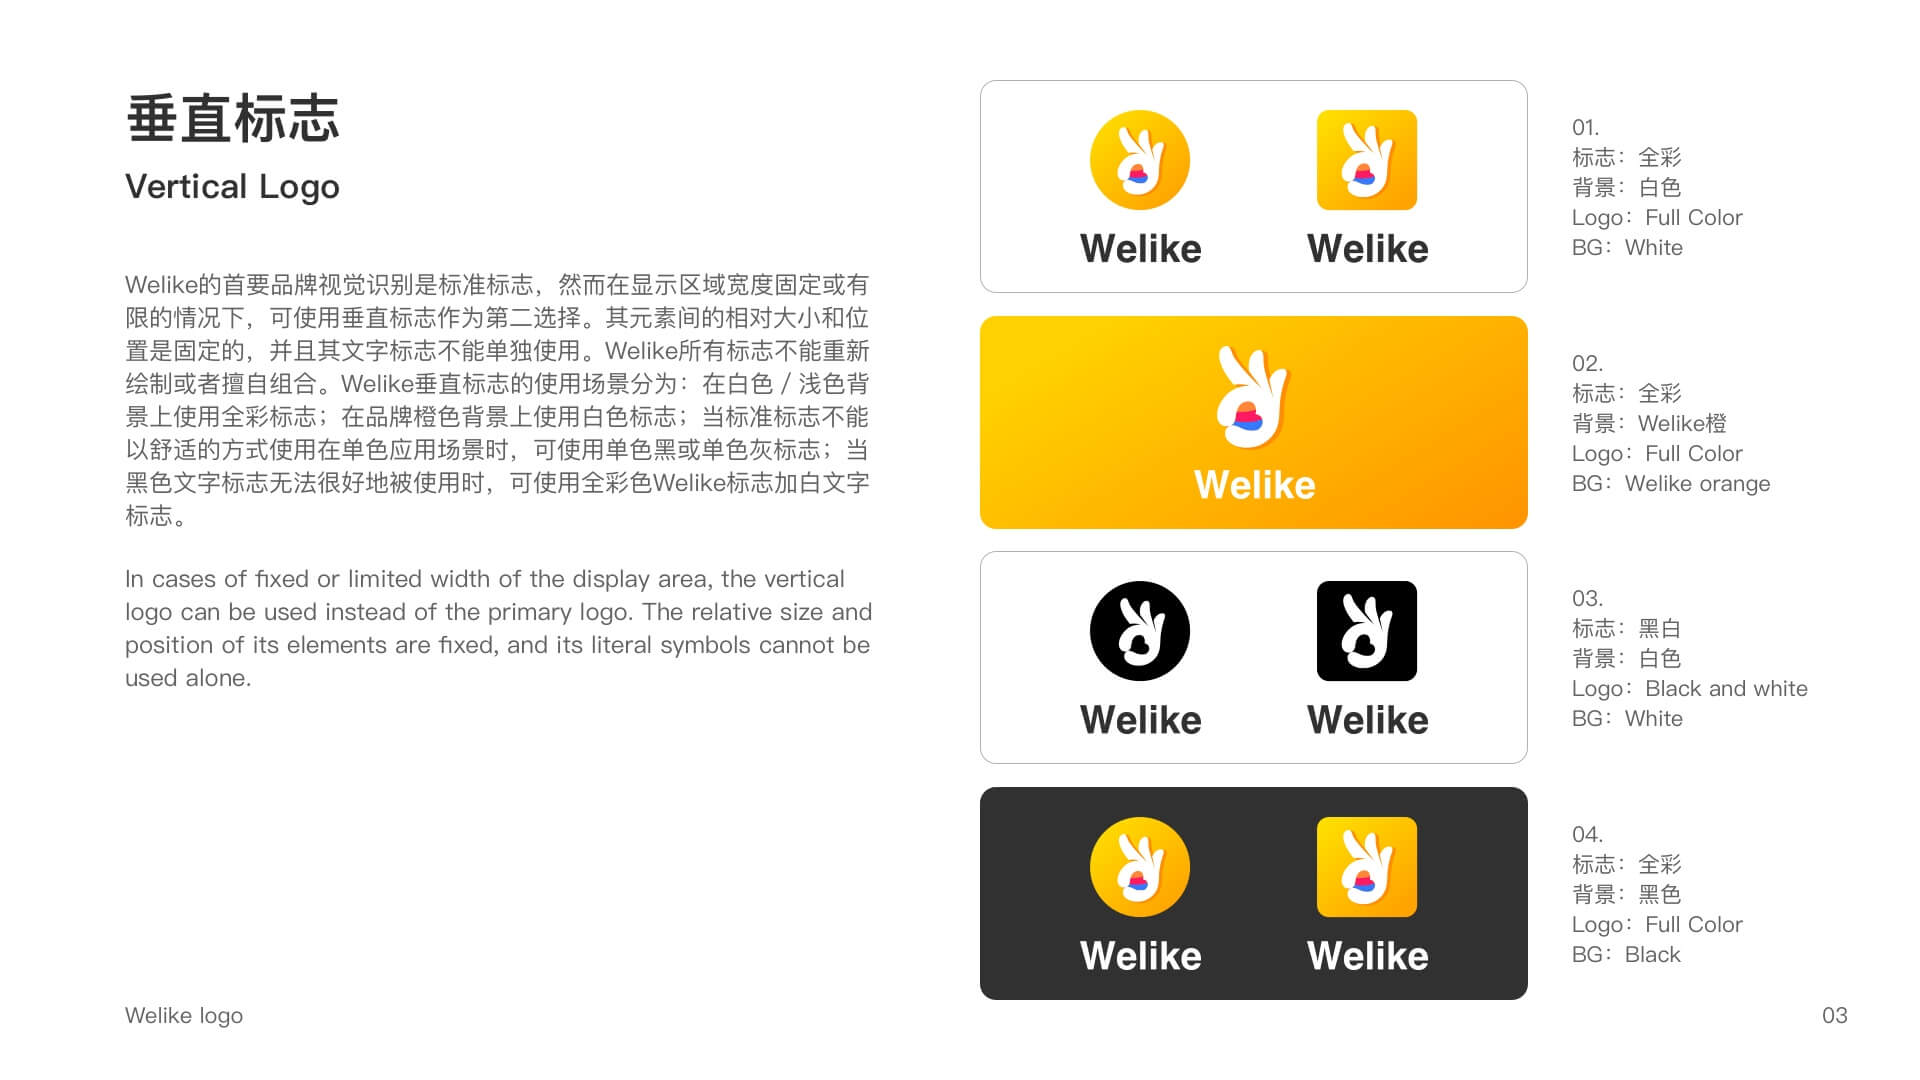 垂直标志
Vertical Logo
Welike的首要品牌视觉识别是标准标志，然而在显示区域宽度固定或有
限的情况下，可使用垂直标志作为第二选择。其元素间的相对大小和位
置是固定的，并且其文字标志不能单独使用。Welike所有标志不能重新
绘制或者擅自组合。Welike垂直标志的使用场景分为：在白色 / 浅色背
景上使用全彩标志；在品牌橙色背景上使用白色标志；当标准标志不能
以舒适的方式使用在单色应用场景时，可使用单色黑或单色灰标志；当
黑色文字标志无法很好地被使用时，可使用全彩色Welike标志加白文字
标志。
In cases of fixed or limited width of the display area, the vertical
logo can be used instead of the primary logo. The relative size and
position of its elements are fixed, and its literal symbols cannot be
used alone.
Welike Welike
01.
标志：全彩
背景：白色
Logo：Full Color
BG：White
Welike
02.
标志：全彩
背景：Welike橙
Logo：Full Color
BG：Welike orange
Welike Welike
03.
标志：黑白
背景：白色
Logo：Black and white
BG：White
Welike Welike
04.
标志：全彩
背景：黑色
Logo：Full Color
BG：Black
Welike logo
03